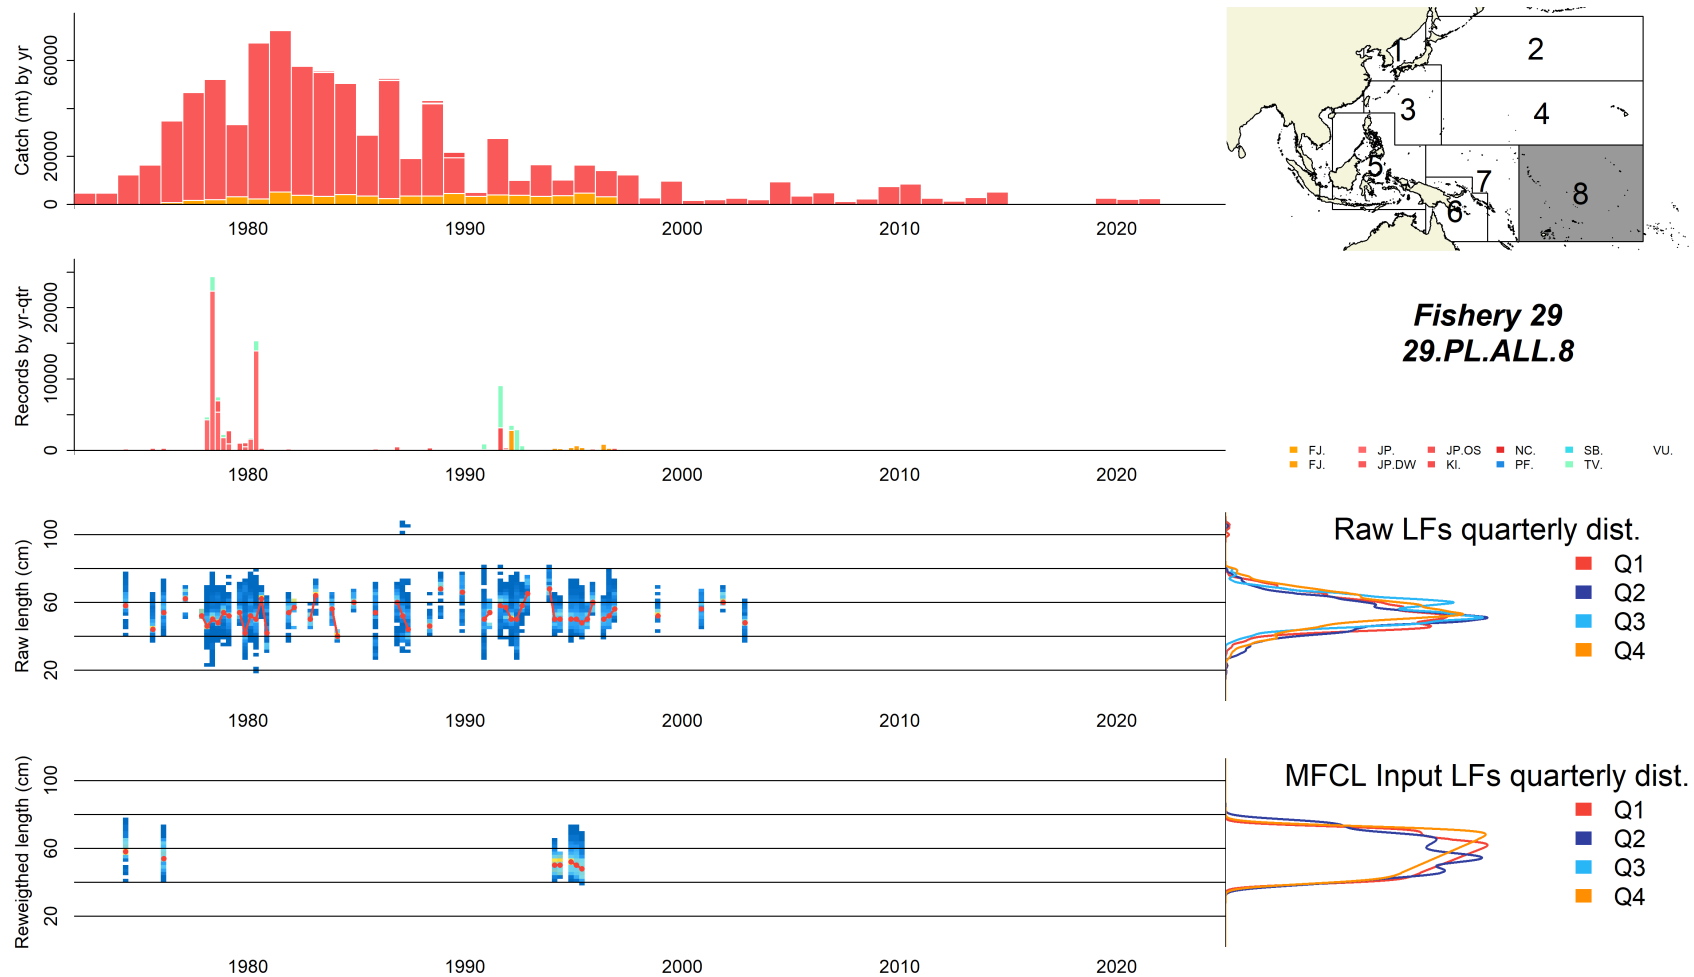 Catch (mt) by yr
0
20000
60000
1980
1990
2000
2010
2020
1
2
3
4
5
6
7
8
Records by yr-qtr
0
10000
20000
1980
1990
2000
2010
2020
Fishery 29
29.PL.ALL.8
FJ. JP. JP.OS NC. SB. VU.
FJ. JP.DW KI. PF. TV.
Raw length (cm)
20
60
100
1980
1990
2000
2010
2020
Raw LFs quarterly dist.
Q1
Q2
Q3
Q4
Reweigthed length (cm)
20
60
100
1980
1990
2000
2010
2020
MFCL Input LFs quarterly dist.
Q1
Q2
Q3
Q4